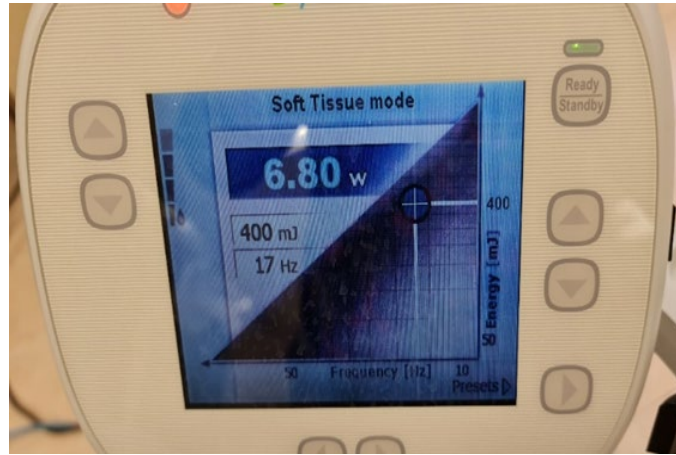 Soft Tissue mode
Ready
Standby
6.80 W
400 mJ
17 Hz
400
Energy [mJ]
50
50 Frequency [Hz] 10
Presets